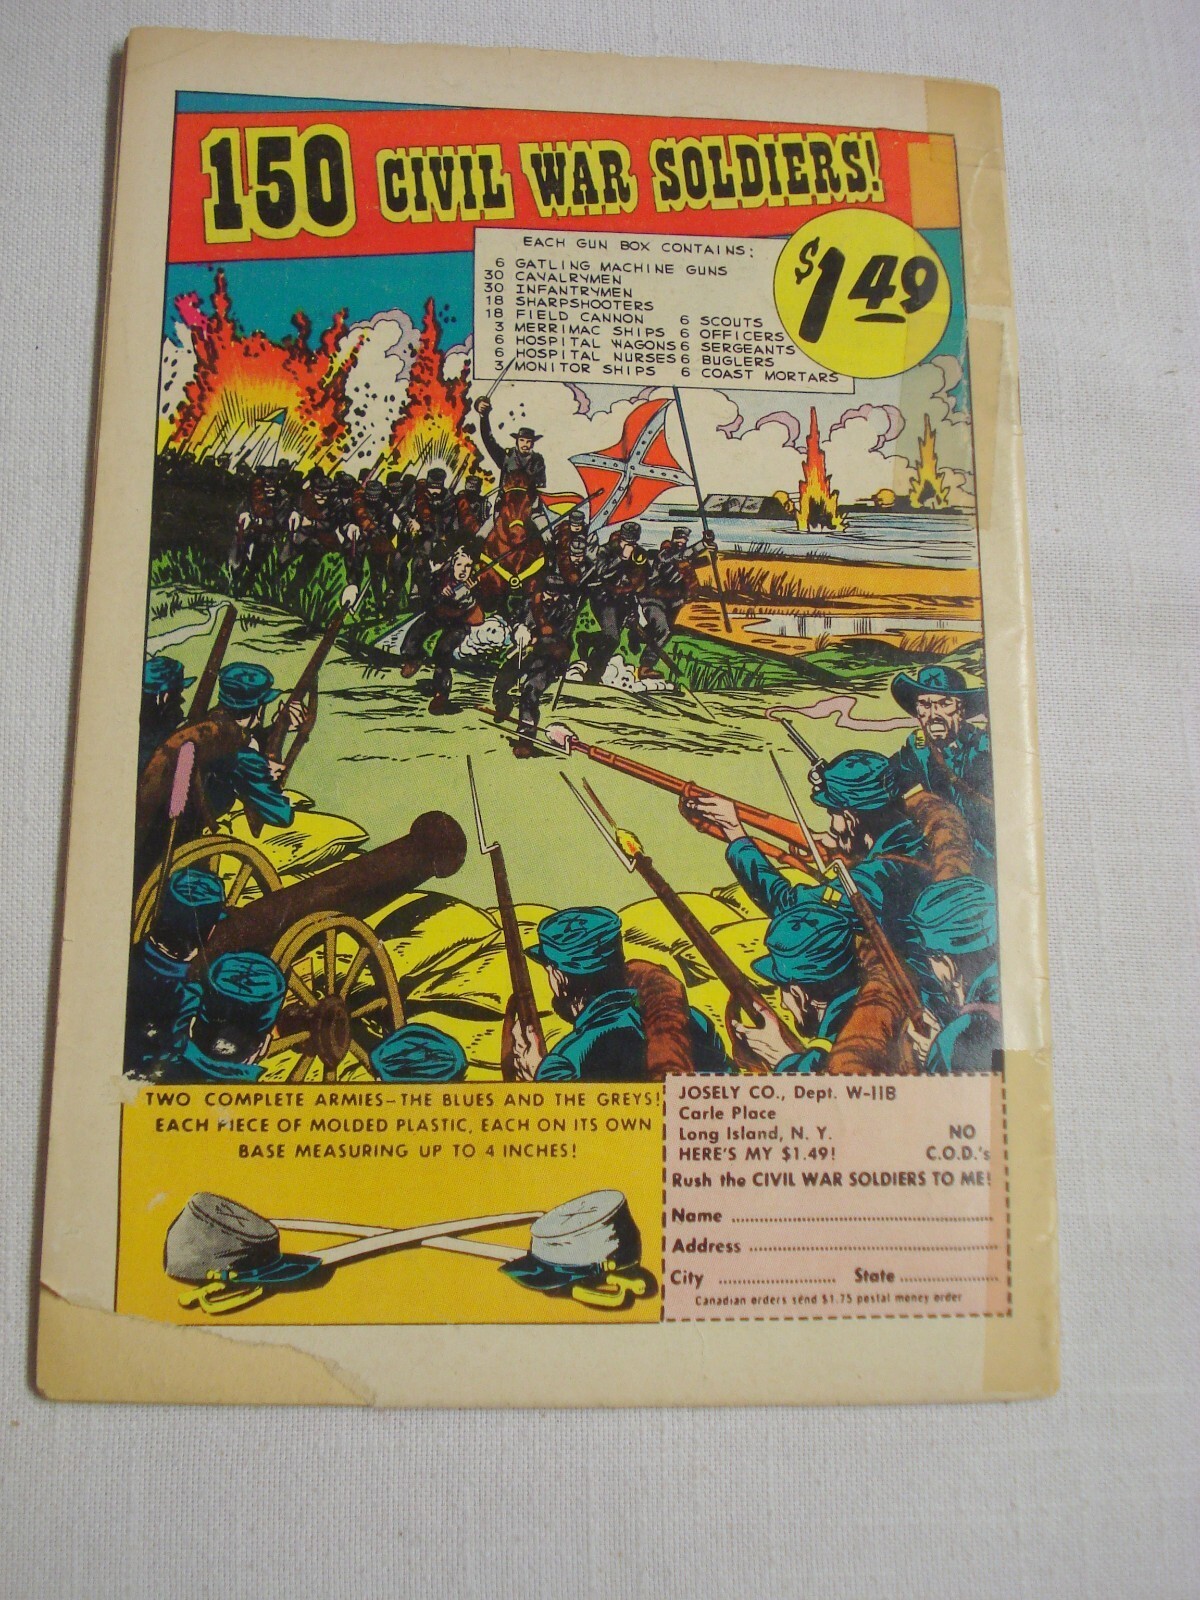 150 CIVIL WAR SOLDIERS!
$1.49
EACH GUN BOX CONTAINS:
6 GATLING MACHINE GUNS
30 CAVALRYMEN
30 INFANTRYMEN
18 SHARPSHOOTERS
18 FIELD CANNON 6 SCOUTS
3 MERRIMAC SHIPS 6 OFFICERS
6 HOSPITAL WAGONS 6 SERGEANTS
6 HOSPITAL NURSES 6 BUGLERS
3 MONITOR SHIPS 6 COAST MORTARS
TWO COMPLETE ARMIES—THE BLUES AND THE GREYS!
EACH PIECE OF MOLDED PLASTIC, EACH ON ITS OWN
BASE MEASURING UP TO 4 INCHES!
JOSELY CO., Dept. W-11B
Carle Place
Long Island, N. Y. NO
HERE'S MY $1.49! C.O.D.'s
Rush the CIVIL WAR SOLDIERS TO ME!
Name
Address
City State
Canadian orders send $1.75 postal money order